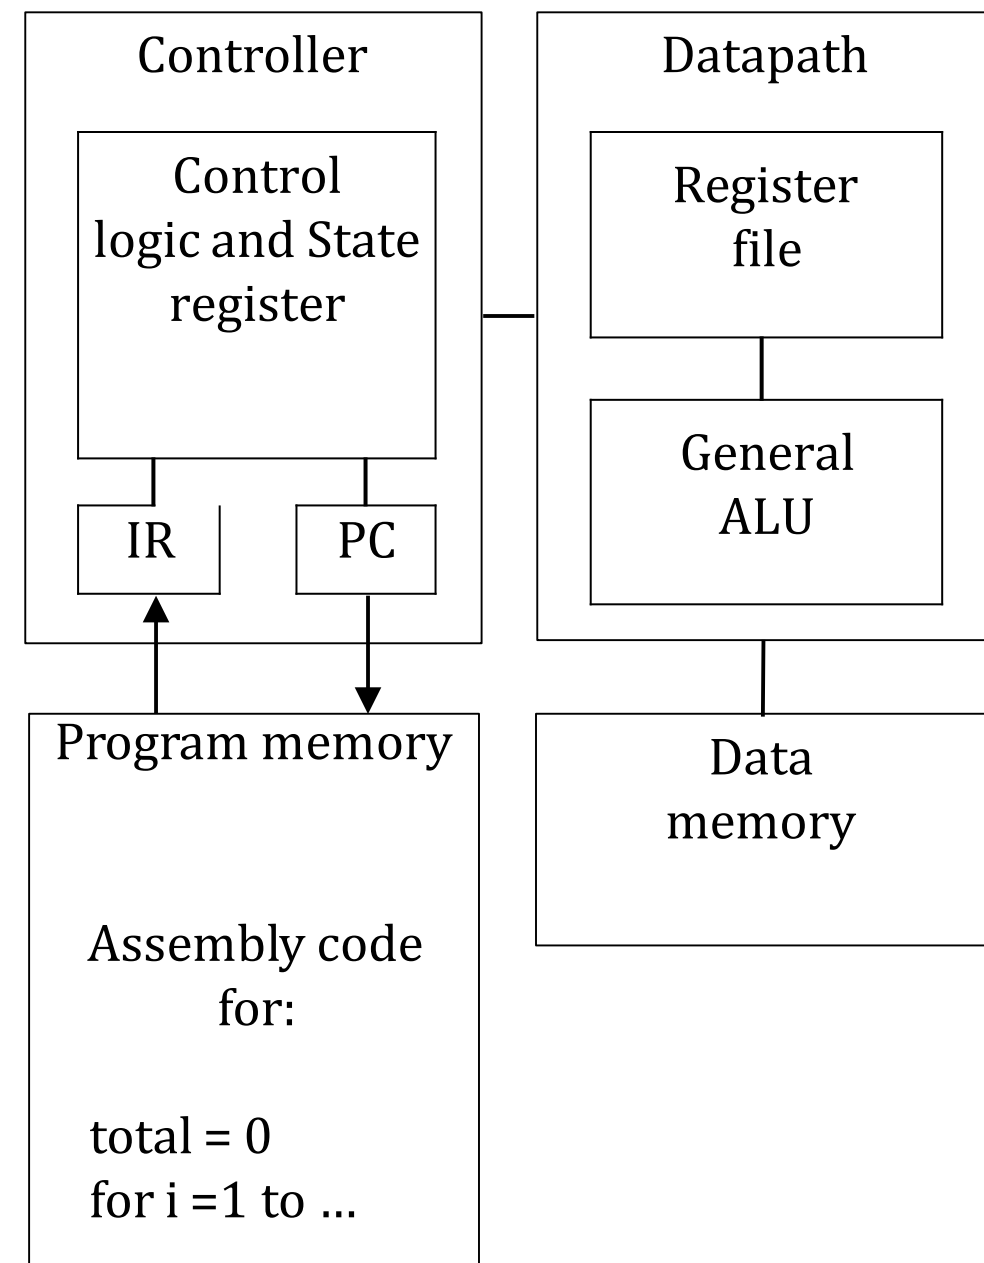 Controller
Control
logic and State
register
IR
PC
Program memory
Assembly code
for:
total = 0
for i =1 to ...
Datapath
Register
file
General
ALU
Data
memory